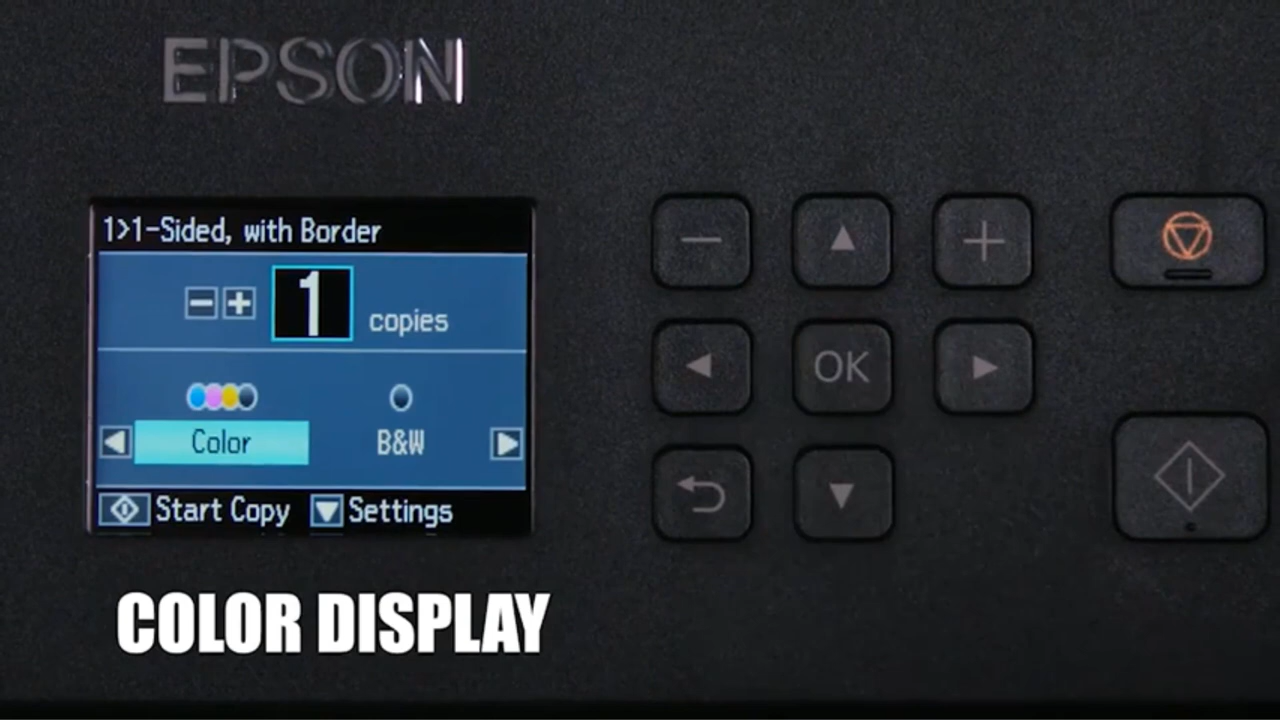 EPSON
1>1-Sided, with Border
1 copies
Color
B&W
Start Copy
Settings
OK
COLOR DISPLAY